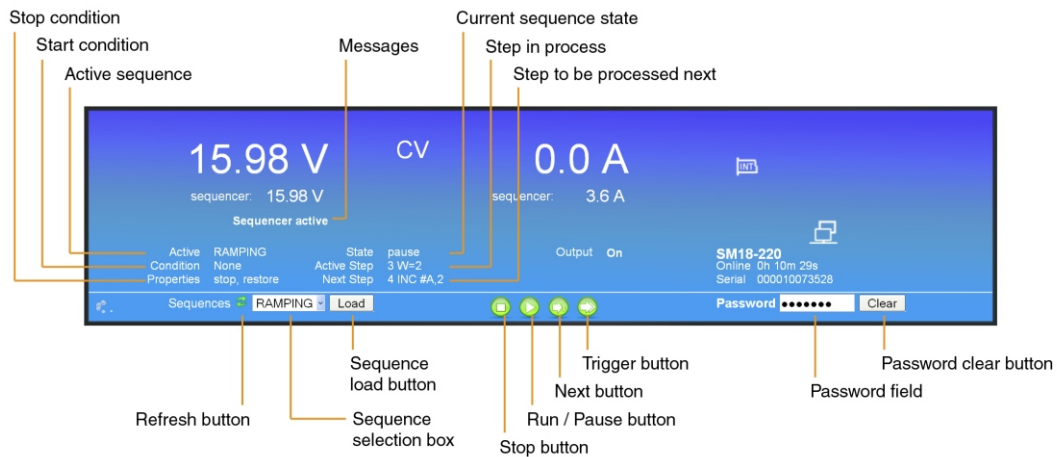 Stop condition
Start condition
Active sequence
Messages
Current sequence state
Step in process
Step to be processed next
15.98 V
CV
0.0 A
INT
sequencer: 15.98 V
sequencer: 3.6 A
Sequencer active
Active RAMPING State pause Output On
Condition None Active Step 3 W=2
Properties stop, restore Next Step 4 INC #A,2
SM18-220
Online 0h 10m 29s
Serial 000010073528
Sequences RAMPING Load
Password ●●●●●●● Clear
Sequence
load button
Trigger button
Password clear button
Next button
Password field
Refresh button
Sequence
selection box
Run / Pause button
Stop button